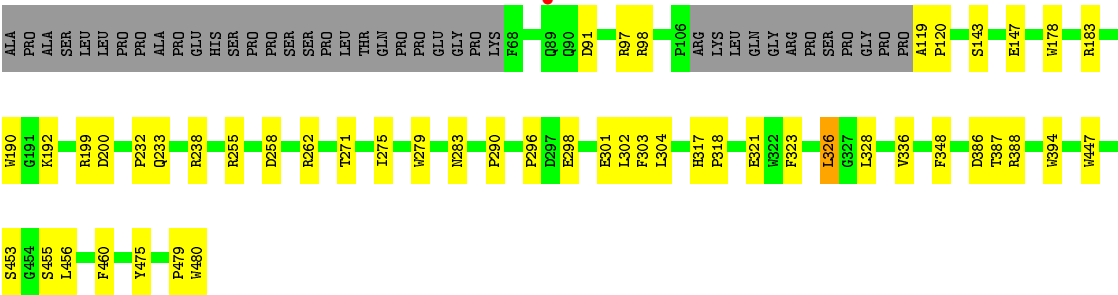 ALA PRO ALA SER LEU LEU PRO PRO ALA PRO GLU HIS SER PRO PRO SER SER PRO LEU THR GLN PRO PRO GLU GLY PRO LYS F68 Q89 Q90 D91 R97 R98 P106 ARG LYS LEU GLN GLY ARG PRO SER PRO GLY PRO PRO A119 P120 S143 E147 W178 R183
W190 G191 K192 R199 D200 P232 Q233 R238 R255 D258 R262 T271 I275 W279 N283 P290 P296 D297 E298 E301 L302 F303 L304 H317 P318 E321 W322 F323 L326 G327 L328 V336 F348 D386 T387 R388 W394 W447
S453 G454 S455 L456 F460 Y475 P479 W480